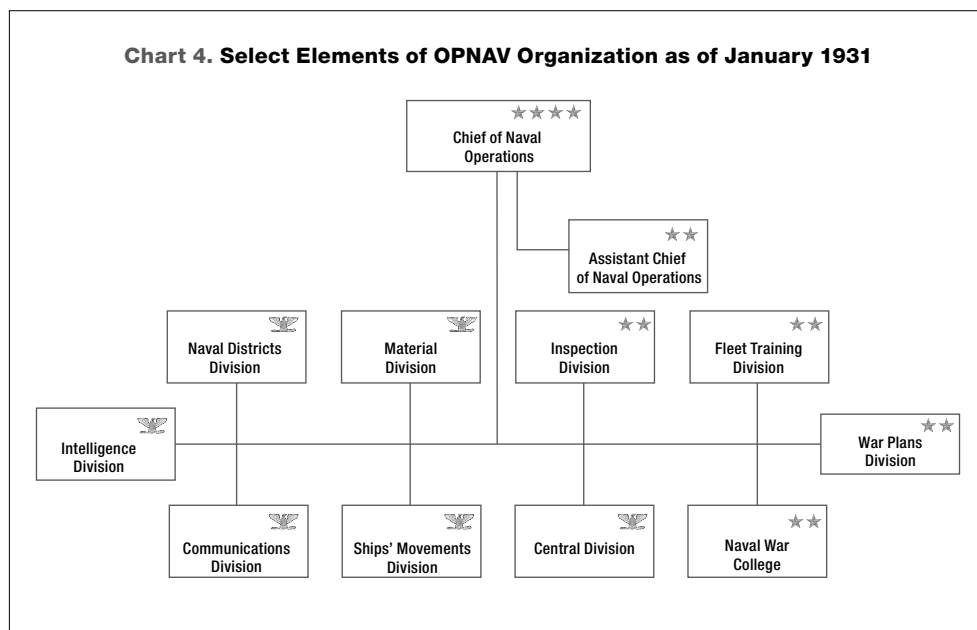 Chart 4. Select Elements of OPNAV Organization as of January 1931
Chief of Naval
Operations
Assistant Chief
of Naval Operations
Naval Districts
Division
Material
Division
Inspection
Division
Fleet Training
Division
Intelligence
Division
War Plans
Division
Communications
Division
Ships’ Movements
Division
Central Division
Naval War
College